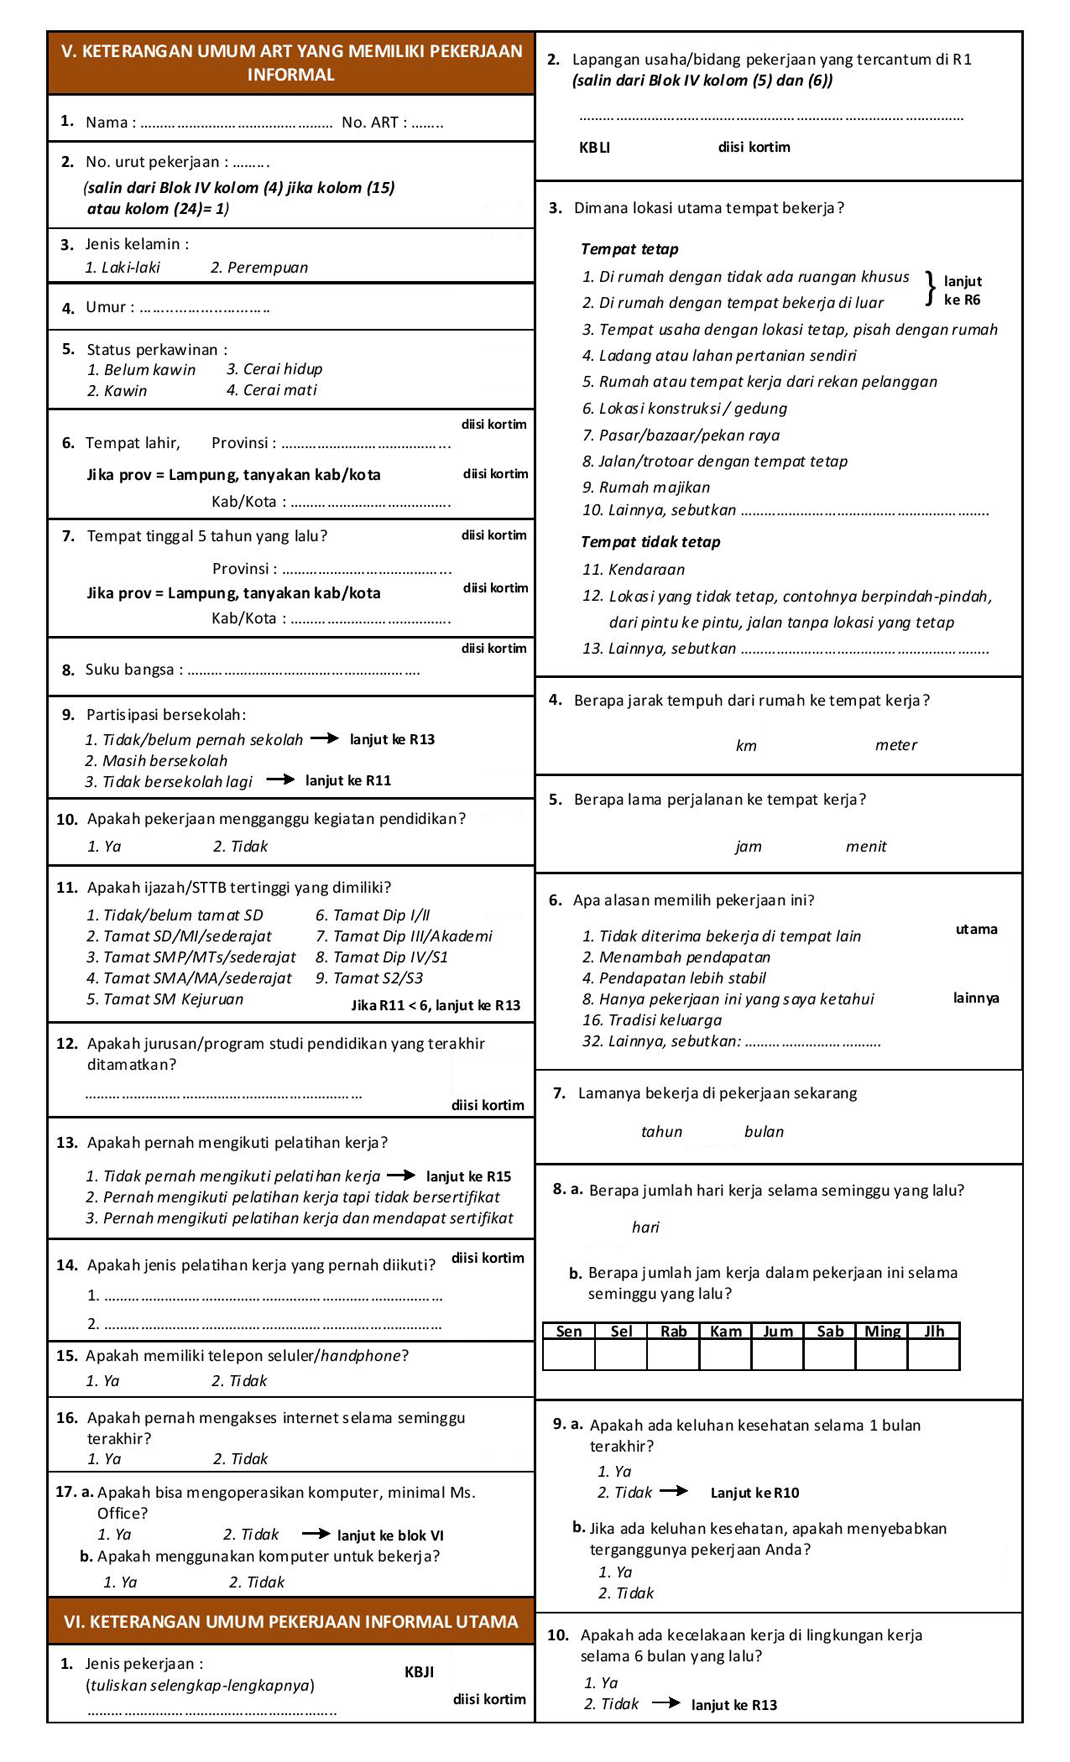 V. KETERANGAN UMUM ART YANG MEMILIKI PEKERJAAN
INFORMAL
1. Nama : .......................................... No. ART : .......
2. No. urut pekerjaan : .........
(salin dari Blok IV kolom (4) jika kolom (15)
atau kolom (24)= 1)
3. Jenis kelamin :
1. Laki-laki 2. Perempuan
4. Umur : ............................
5. Status perkawinan :
1. Belum kawin 3. Cerai hidup
2. Kawin 4. Cerai mati
diisi kortim
6. Tempat lahir, Provinsi : .....................................
Jika prov = Lampung, tanyakan kab/kota diisi kortim
Kab/Kota : ...................................
7. Tempat tinggal 5 tahun yang lalu? diisi kortim
Provinsi : .....................................
Jika prov = Lampung, tanyakan kab/kota diisi kortim
Kab/Kota : ...................................
diisi kortim
8. Suku bangsa : ...................................................
9. Partisipasi bersekolah:
1. Tidak/belum pernah sekolah → lanjut ke R13
2. Masih bersekolah
3. Tidak bersekolah lagi → lanjut ke R11
10. Apakah pekerjaan mengganggu kegiatan pendidikan?
1. Ya 2. Tidak
11. Apakah ijazah/STTB tertinggi yang dimiliki?
1. Tidak/belum tamat SD 6. Tamat Dip I/II
2. Tamat SD/MI/sederajat 7. Tamat Dip III/Akademi
3. Tamat SMP/MTs/sederajat 8. Tamat Dip IV/S1
4. Tamat SMA/MA/sederajat 9. Tamat S2/S3
5. Tamat SM Kejuruan Jika R11 < 6, lanjut ke R13
12. Apakah jurusan/program studi pendidikan yang terakhir
ditamatkan?
.............................................................
diisi kortim
13. Apakah pernah mengikuti pelatihan kerja?
1. Tidak pernah mengikuti pelatihan kerja → lanjut ke R15
2. Pernah mengikuti pelatihan kerja tapi tidak bersertifikat
3. Pernah mengikuti pelatihan kerja dan mendapat sertifikat
14. Apakah jenis pelatihan kerja yang pernah diikuti? diisi kortim
1. ..........................................................................
2. ..........................................................................
15. Apakah memiliki telepon seluler/handphone?
1. Ya 2. Tidak
16. Apakah pernah mengakses internet selama seminggu
terakhir?
1. Ya 2. Tidak
17. a. Apakah bisa mengoperasikan komputer, minimal Ms.
Office?
1. Ya 2. Tidak → lanjut ke blok VI
b. Apakah menggunakan komputer untuk bekerja?
1. Ya 2. Tidak
VI. KETERANGAN UMUM PEKERJAAN INFORMAL UTAMA
1. Jenis pekerjaan : KBJI
(tuliskan selengkap-lengkapnya)
diisi kortim
......................................................
2. Lapangan usaha/bidang pekerjaan yang tercantum di R1
(salin dari Blok IV kolom (5) dan (6))
....................................................................................
KBLI diisi kortim
3. Dimana lokasi utama tempat bekerja?
Tempat tetap
1. Di rumah dengan tidak ada ruangan khusus } lanjut
2. Di rumah dengan tempat bekerja di luar ke R6
3. Tempat usaha dengan lokasi tetap, pisah dengan rumah
4. Ladang atau lahan pertanian sendiri
5. Rumah atau tempat kerja dari rekan pelanggan
6. Lokasi konstruksi / gedung
7. Pasar/bazaar/pekan raya
8. Jalan/trotoar dengan tempat tetap
9. Rumah majikan
10. Lainnya, sebutkan ......................................................
Tempat tidak tetap
11. Kendaraan
12. Lokasi yang tidak tetap, contohnya berpindah-pindah,
dari pintu ke pintu, jalan tanpa lokasi yang tetap
13. Lainnya, sebutkan ......................................................
4. Berapa jarak tempuh dari rumah ke tempat kerja?
km meter
5. Berapa lama perjalanan ke tempat kerja?
jam menit
6. Apa alasan memilih pekerjaan ini?
1. Tidak diterima bekerja di tempat lain utama
2. Menambah pendapatan
4. Pendapatan lebih stabil
8. Hanya pekerjaan ini yang saya ketahui lainnya
16. Tradisi keluarga
32. Lainnya, sebutkan: ..............................
7. Lamanya bekerja di pekerjaan sekarang
tahun bulan
8. a. Berapa jumlah hari kerja selama seminggu yang lalu?
hari
b. Berapa jumlah jam kerja dalam pekerjaan ini selama
seminggu yang lalu?
Sen Sel Rab Kam Jum Sab Ming Jlh
9. a. Apakah ada keluhan kesehatan selama 1 bulan
terakhir?
1. Ya
2. Tidak → Lanjut ke R10
b. Jika ada keluhan kesehatan, apakah menyebabkan
terganggunya pekerjaan Anda?
1. Ya
2. Tidak
10. Apakah ada kecelakaan kerja di lingkungan kerja
selama 6 bulan yang lalu?
1. Ya
2. Tidak → lanjut ke R13